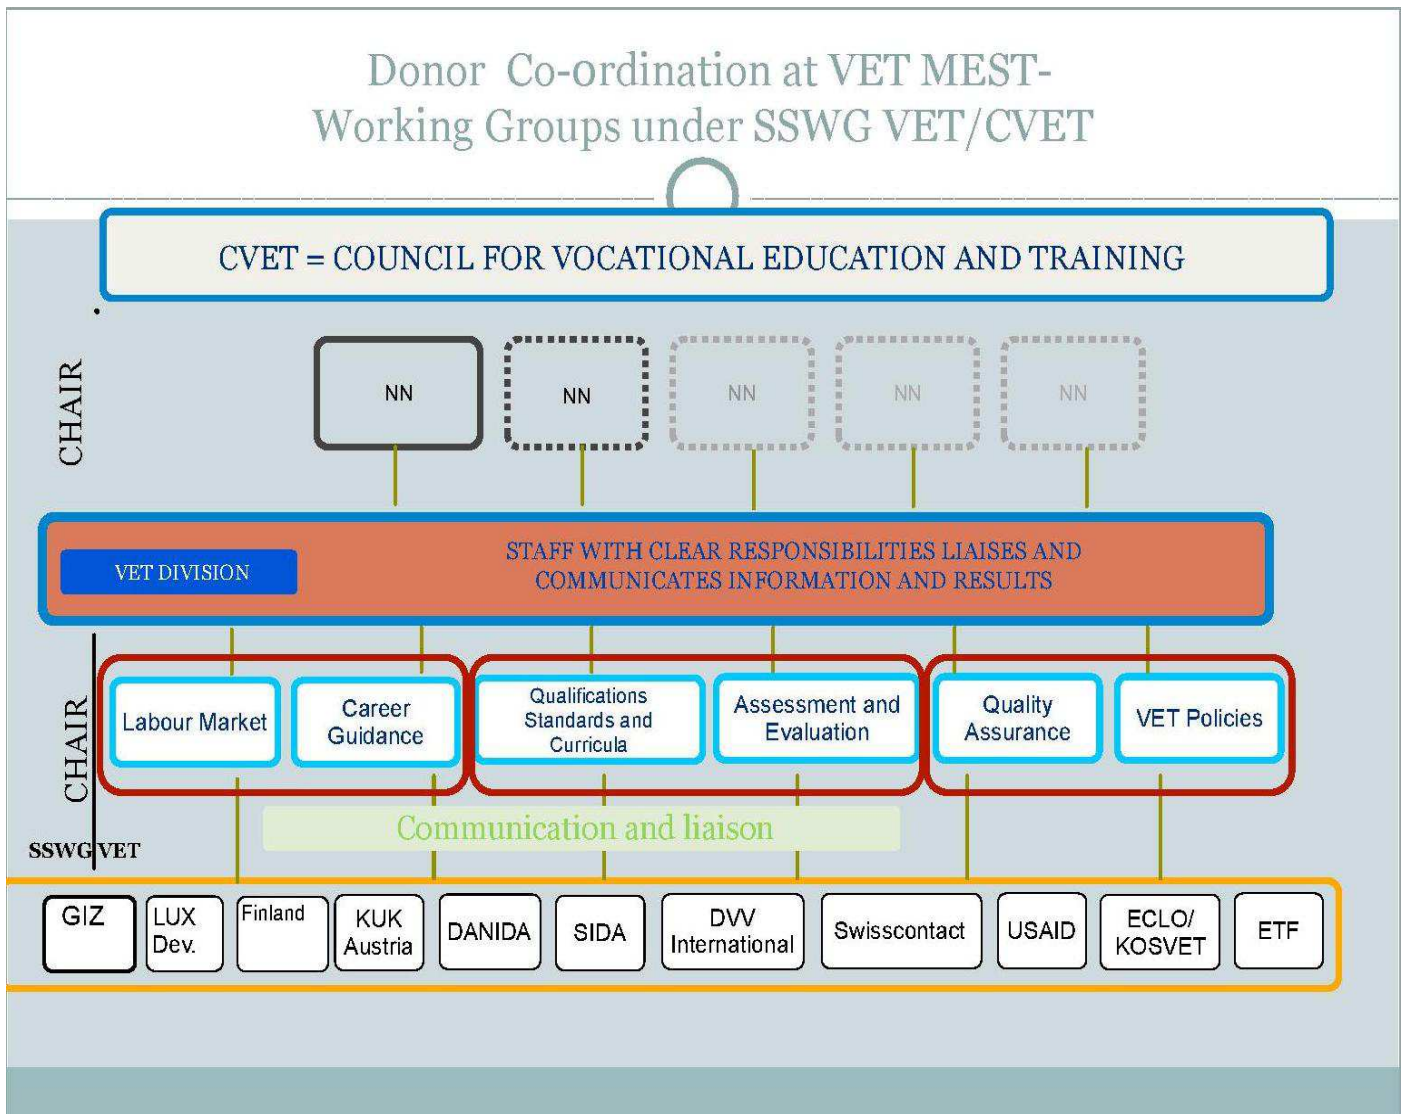 Donor Co-ordination at VET MEST-
Working Groups under SSWG VET/CVET
CVET = COUNCIL FOR VOCATIONAL EDUCATION AND TRAINING
CHAIR
NN
NN
NN
NN
NN
VET DIVISION
STAFF WITH CLEAR RESPONSIBILITIES LIAISES AND
COMMUNICATES INFORMATION AND RESULTS
CHAIR
Labour Market
Career
Guidance
Qualifications
Standards and
Curricula
Assessment and
Evaluation
Quality
Assurance
VET Policies
Communication and liaison
SSWG VET
GIZ
LUX
Dev.
Finland
KUK
Austria
DANIDA
SIDA
DVV
International
Swisscontact
USAID
ECLO/
KOSVET
ETF